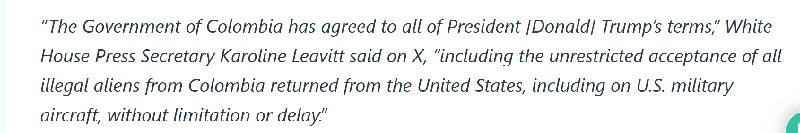 “The Government of Colombia has agreed to all of President [Donald] Trump’s terms,” White
House Press Secretary Karoline Leavitt said on X, “including the unrestricted acceptance of all
illegal aliens from Colombia returned from the United States, including on U.S. military
aircraft, without limitation or delay.”